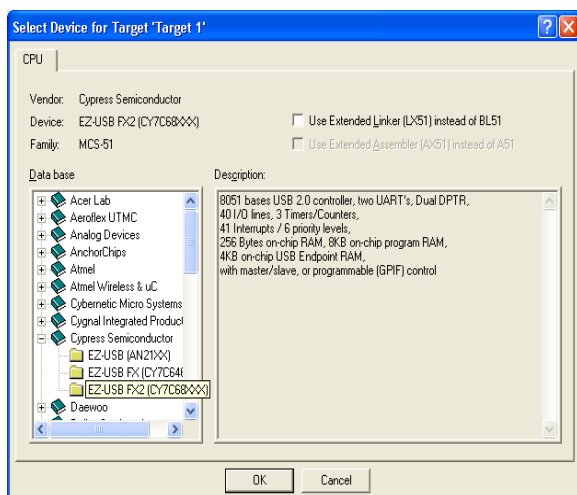 Select Device for Target 'Target 1'
CPU
Vendor: Cypress Semiconductor
Device: EZ-USB FX2 (CY7C68XXX)
Family: MCS-51
Use Extended Linker (LX51) instead of BL51
Use Extended Assembler (AX51) instead of A51
Data base
Acer Lab
Aeroflex UTMC
Analog Devices
AnchorChips
Atmel
Atmel Wireless & uC
Cybernetic Micro Systems
Cygnal Integrated Product
Cypress Semiconductor
EZ-USB (AN21XX)
EZ-USB FX (CY7C646
EZ-USB FX2 (CY7C68XXX)
Daewoo
Description:
8051 bases USB 2.0 controller, two UART's, Dual DPTR,
40 I/O lines, 3 Timers/Counters,
41 Interrupts / 6 priority levels,
256 Bytes on-chip RAM, 8KB on-chip program RAM,
4KB on-chip USB Endpoint RAM,
with master/slave, or programmable (GPIF) control
OK
Cancel